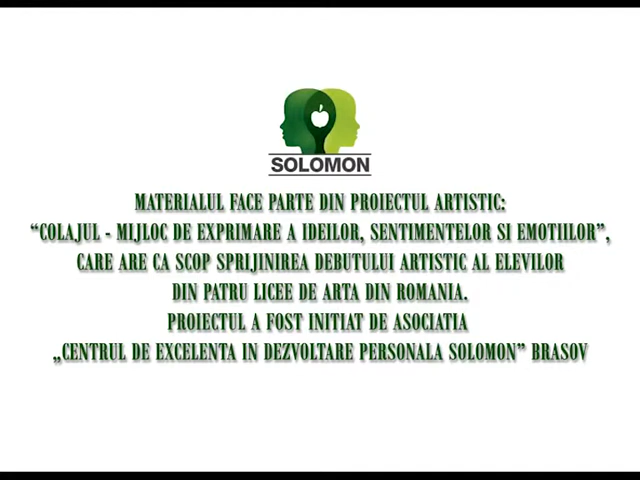 SOLOMON
MATERIALUL FACE PARTE DIN PROIECTUL ARTISTIC:
“COLAJUL - MIJLOC DE EXPRIMARE A IDEILOR, SENTIMENTELOR SI EMOTIILOR”,
CARE ARE CA SCOP SPRIJINIREA DEBUTULUI ARTISTIC AL ELEVILOR
DIN PATRU LICEE DE ARTA DIN ROMANIA.
PROIECTUL A FOST INITIAT DE ASOCIATIA
„CENTRUL DE EXCELENTA IN DEZVOLTARE PERSONALA SOLOMON” BRASOV